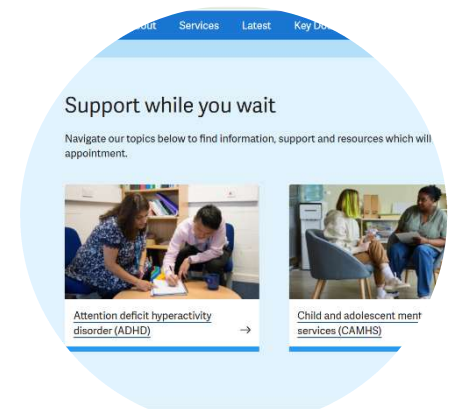 Services Latest Key
Support while you wait
Navigate our topics below to find information, support and resources which will
appointment.
Attention deficit hyperactivity
disorder (ADHD)
Child and adolescent
services (CAMHS)